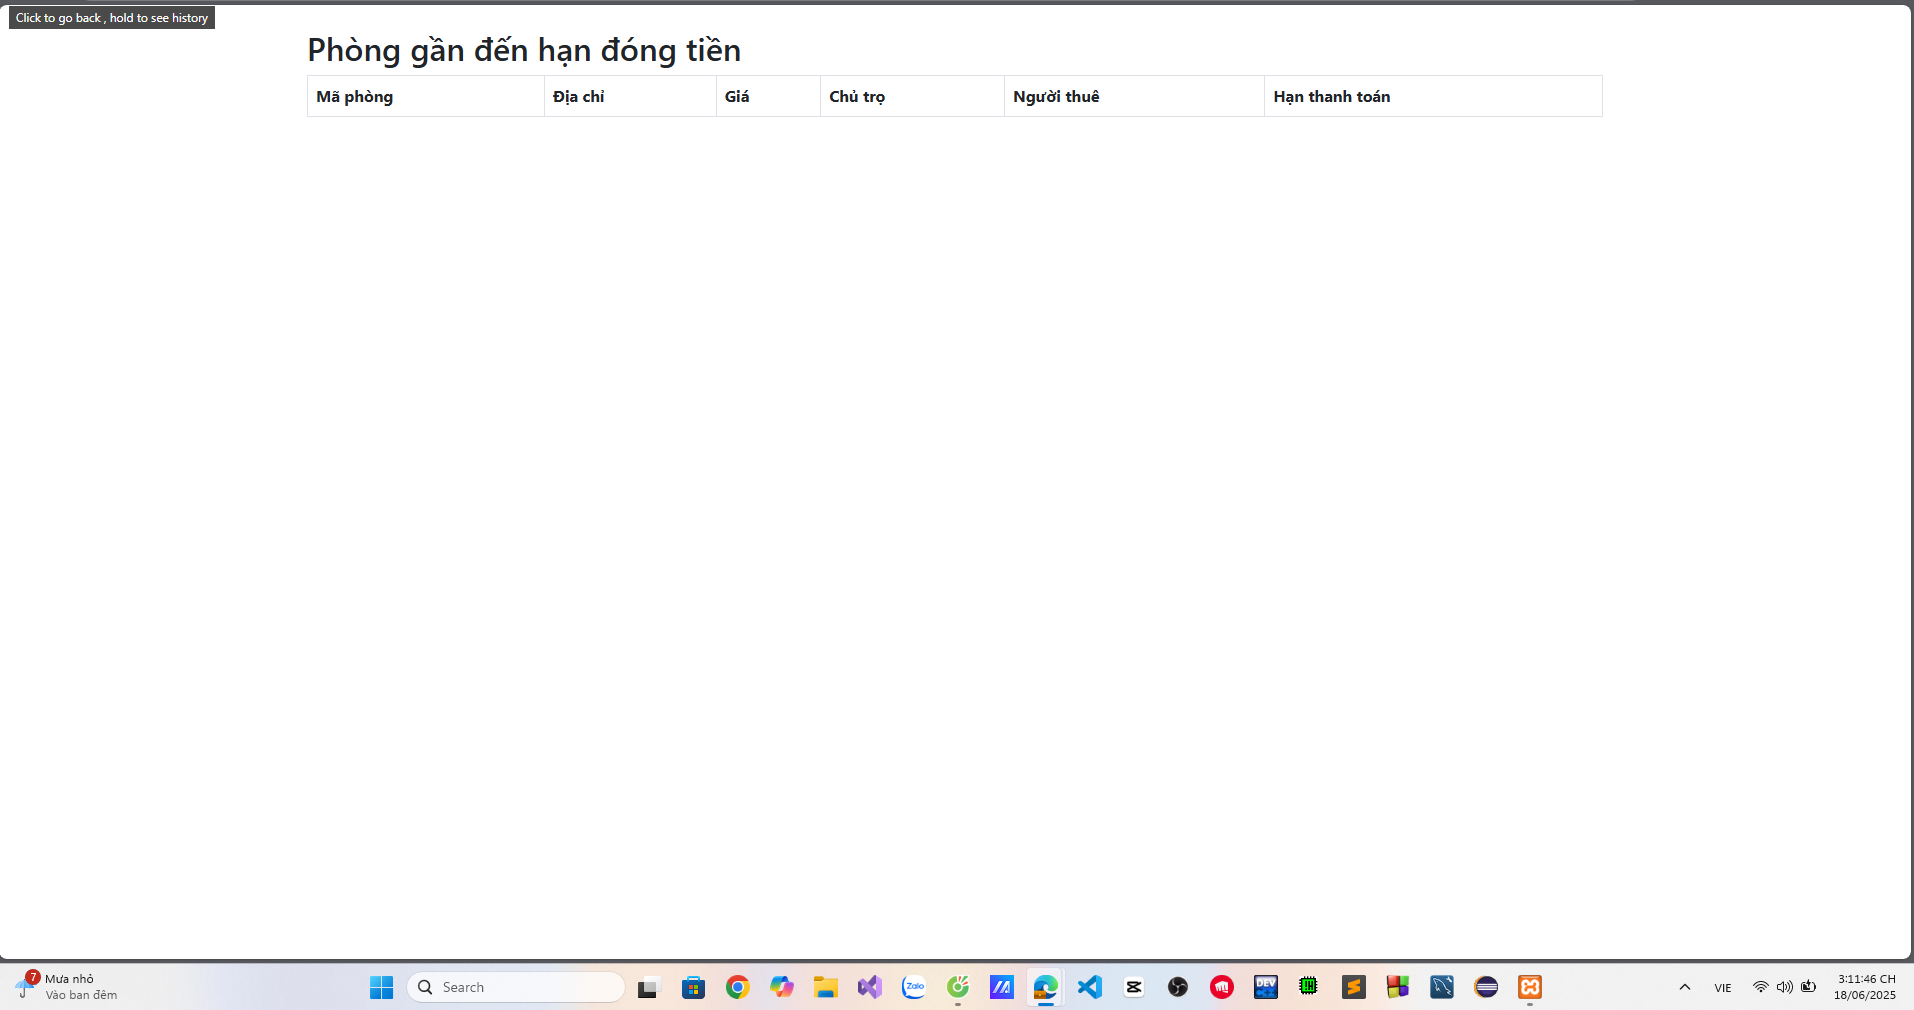 Click to go back , hold to see history
Phòng gần đến hạn đóng tiền
Mã phòng Địa chỉ Giá Chủ trọ Người thuê Hạn thanh toán
7
Mưa nhỏ
Vào ban đêm
Search
Zalo
DEV
VIE
3:11:46 CH
18/06/2025